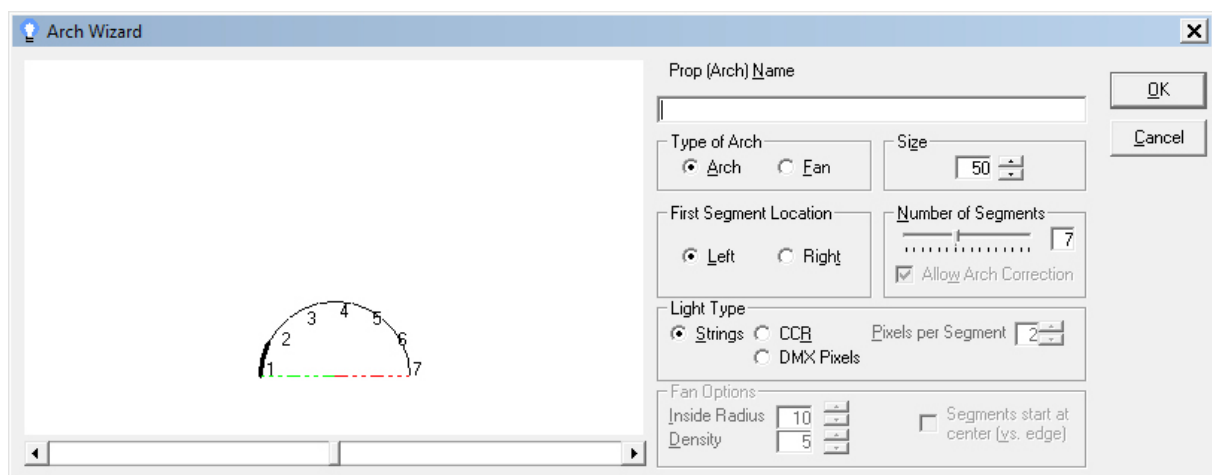 Arch Wizard
Prop (Arch) Name
OK
Cancel
Type of Arch
Arch Fan
Size
50
First Segment Location
Left Right
Number of Segments
7
Allow Arch Correction
Light Type
Strings CCR Pixels per Segment 2
DMX Pixels
Fan Options
Inside Radius 10
Density 5
Segments start at
center (vs. edge)
1 2 3 4 5 6 7